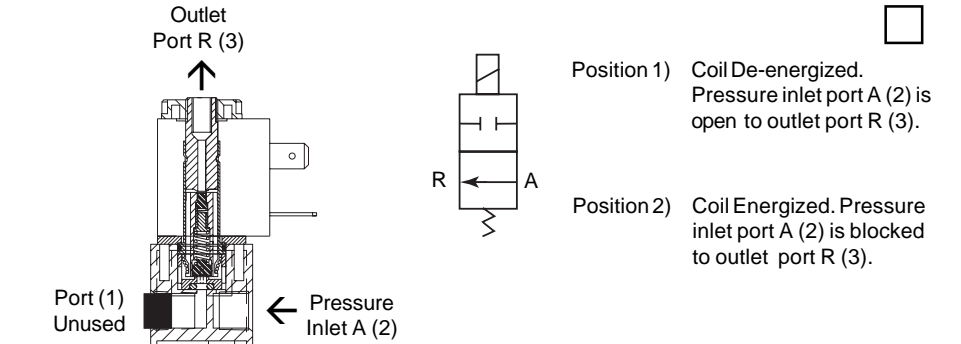 Outlet
Port R (3)
Port (1)
Unused
Pressure
Inlet A (2)
R
A
Position 1) Coil De-energized.
Pressure inlet port A (2) is
open to outlet port R (3).
Position 2) Coil Energized. Pressure
inlet port A (2) is blocked
to outlet port R (3).